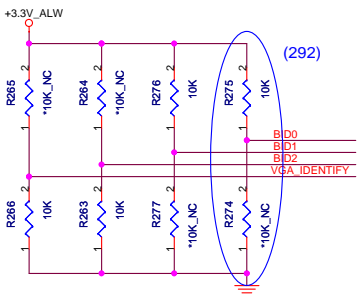 +3.3V_ALW
(292)
2 2 2 2
R265 *10K_NC R264 *10K_NC R276 10K R275 10K
1 1 1 1
BID0
BID1
BID2
VGA_IDENTIFY
2 2 2 2
R266 10K R263 10K R277 *10K_NC R274 *10K_NC
1 1 1 1